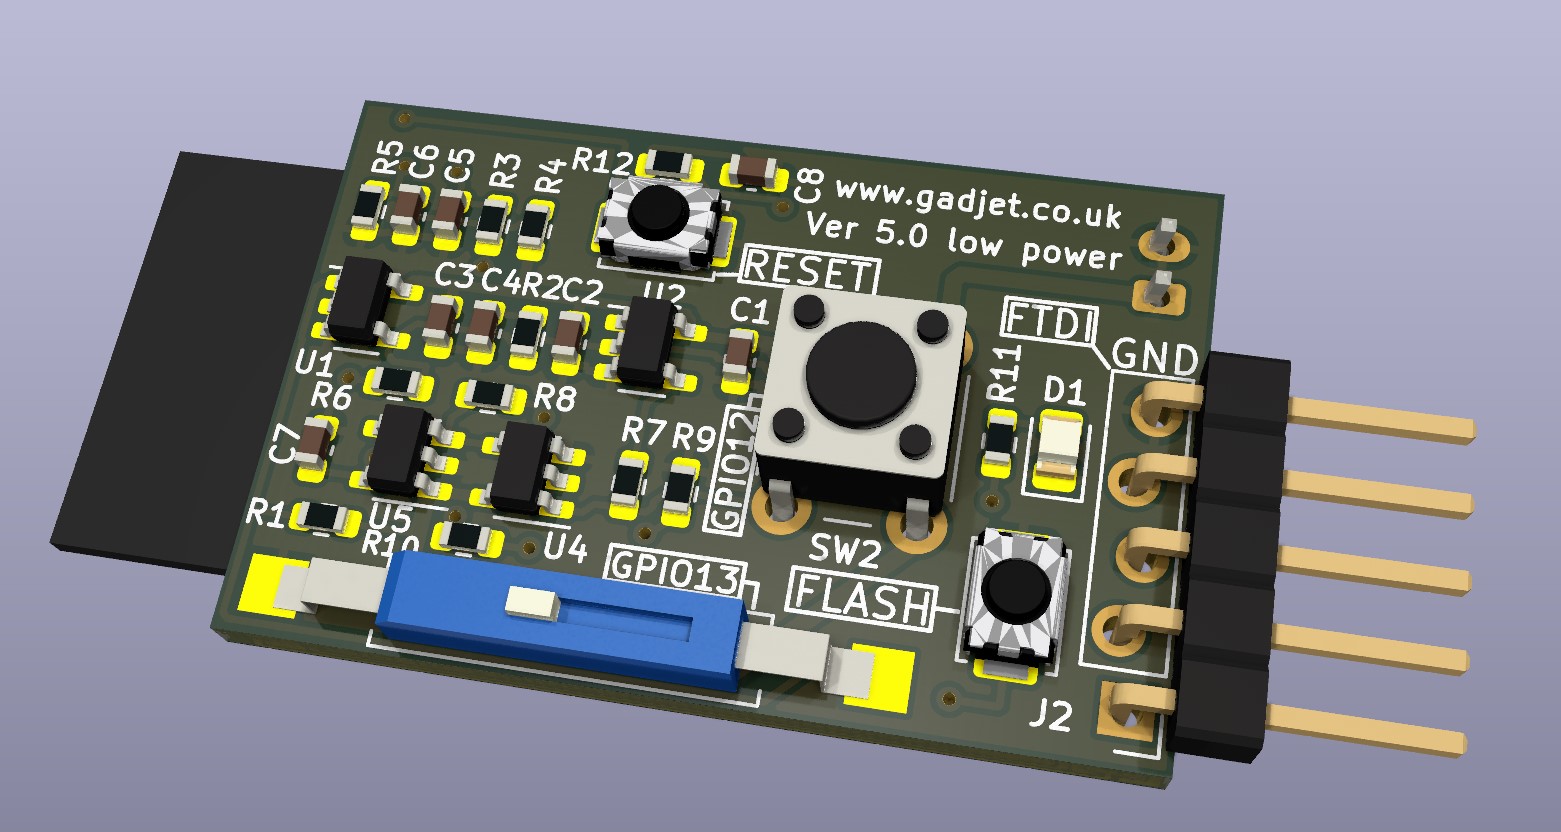 R5
C6
C5
R3
R4
R12
C8
www.gadjet.co.uk
Ver 5.0 low power
RESET
C3
C4
R2
C2
U2
C1
FTDI
GND
U1
R6
R8
R11
D1
C7
R7
R9
GPIO12
R1
U5
R10
U4
GPIO13
SW2
FLASH
J2